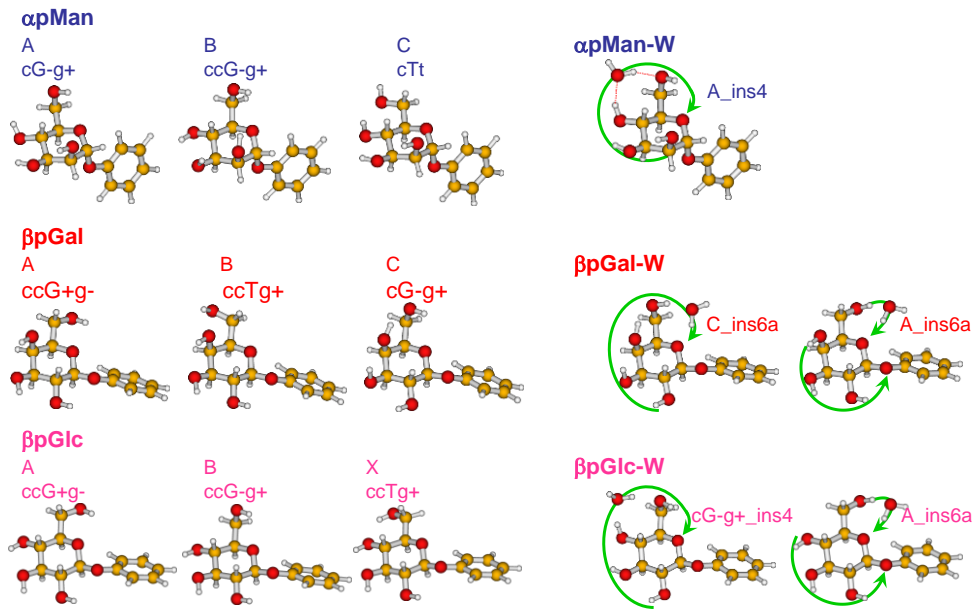 αpMan
A B C
cG-g+ ccG-g+ cTt
αpMan-W
A_ins4
βpGal
A B C
ccG+g- ccTg+ cG-g+
βpGal-W
C_ins6a A_ins6a
βpGlc
A B X
ccG+g- ccG-g+ ccTg+
βpGlc-W
cG-g+_ins4 A_ins6a